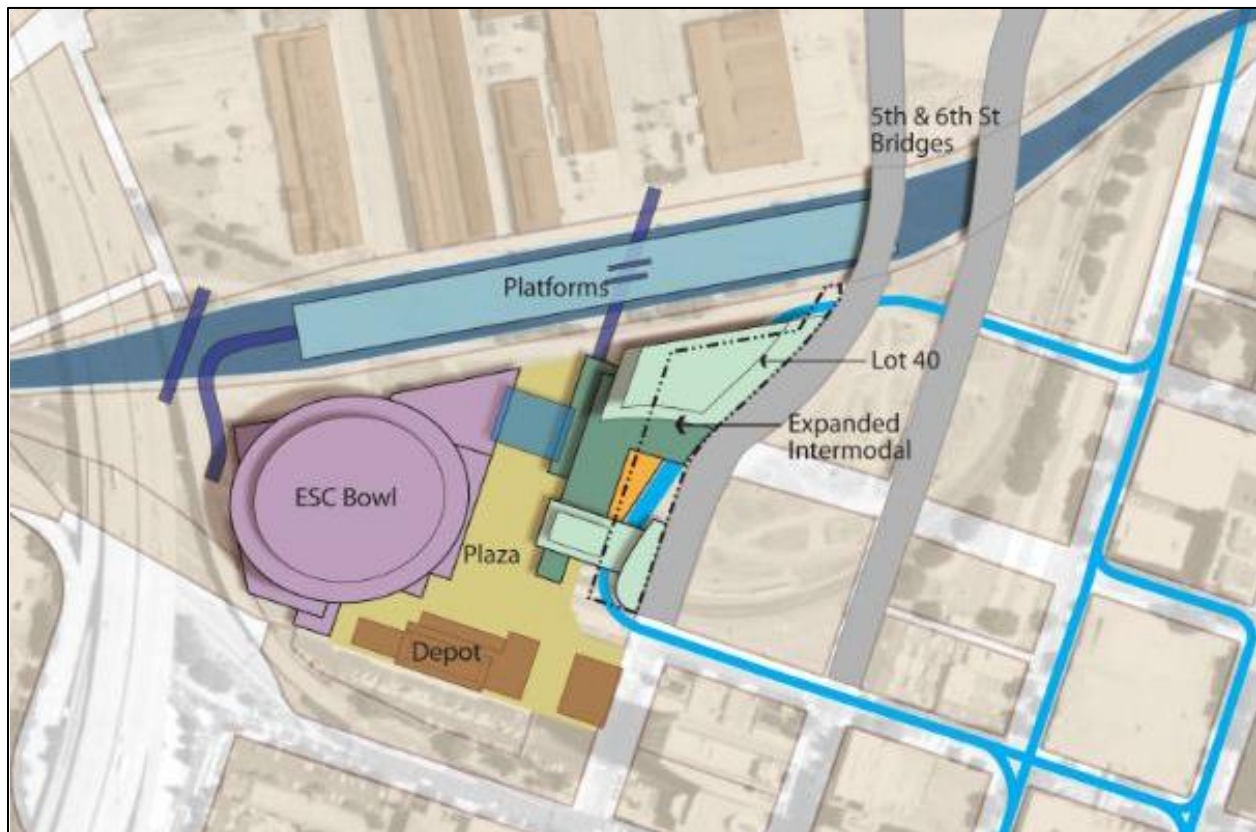 5th & 6th St
Bridges
Platforms
Lot 40
Expanded
Intermodal
ESC Bowl
Plaza
Depot